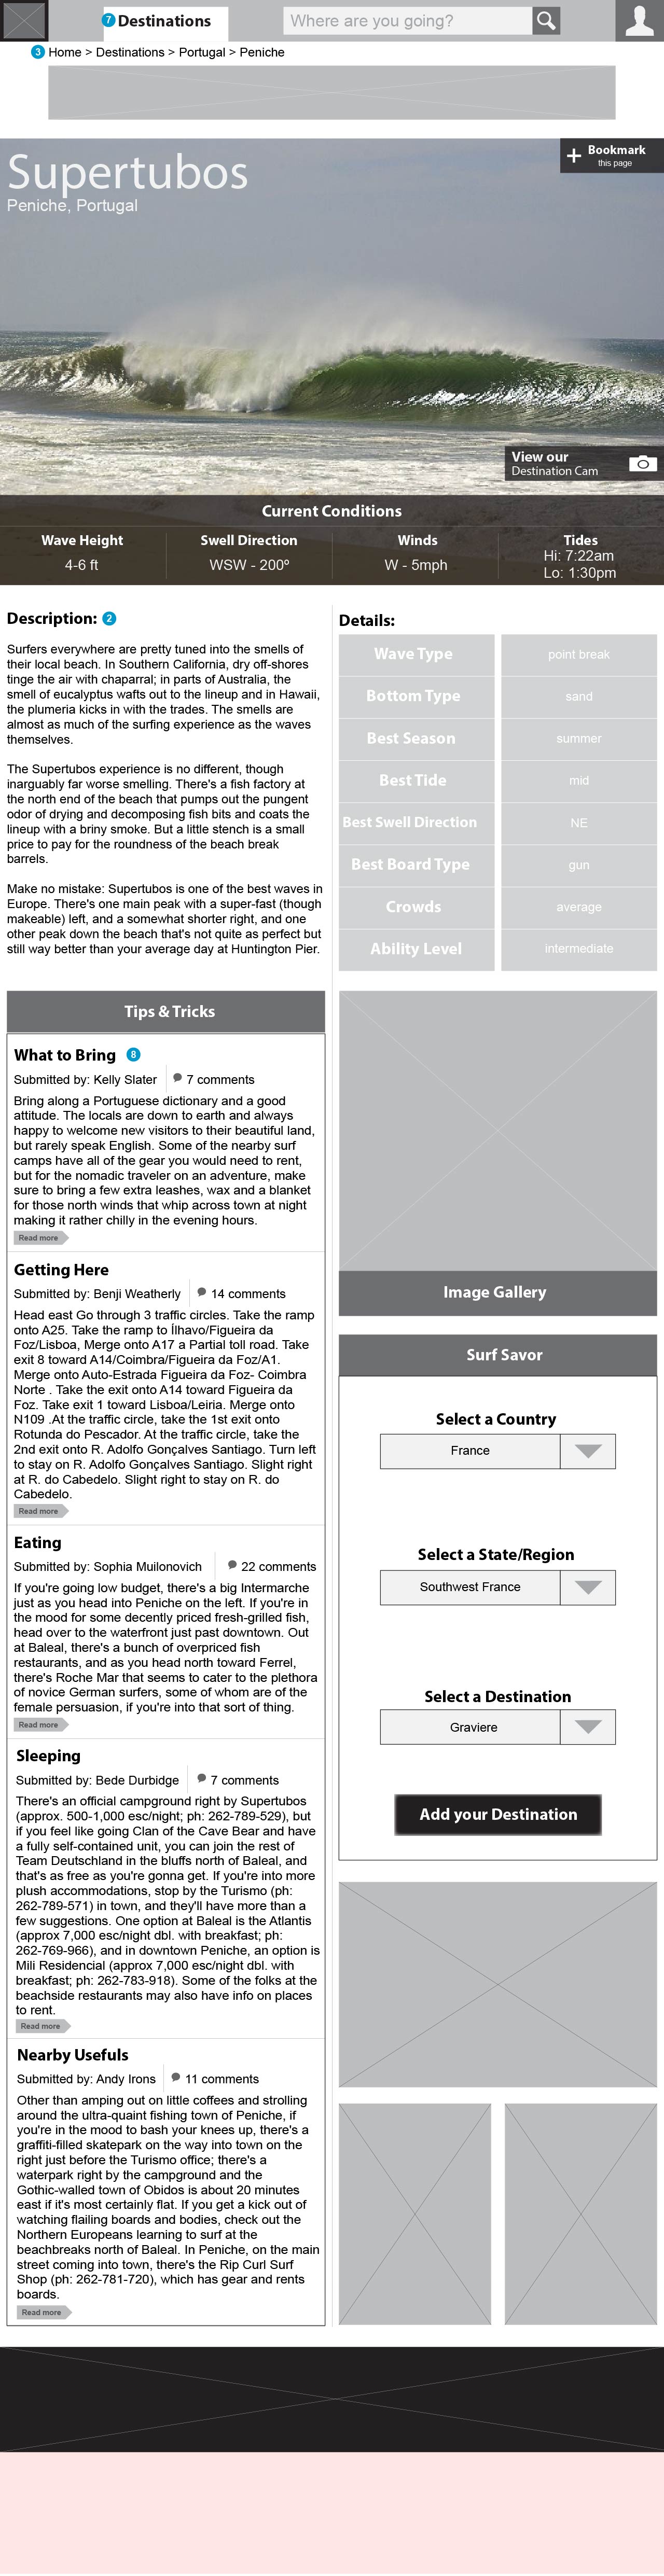 7 Destinations
Where are you going?
3 Home > Destinations > Portugal > Peniche
Supertubos
Peniche, Portugal
+ Bookmark
this page
View our
Destination Cam
Current Conditions
Wave Height
4-6 ft
Swell Direction
WSW - 200º
Winds
W - 5mph
Tides
Hi: 7:22am
Lo: 1:30pm
Description: 2
Surfers everywhere are pretty tuned into the smells of
their local beach. In Southern California, dry off-shores
tinge the air with chaparral; in parts of Australia, the
smell of eucalyptus wafts out to the lineup and in Hawaii,
the plumeria kicks in with the trades. The smells are
almost as much of the surfing experience as the waves
themselves.
The Supertubos experience is no different, though
inarguably far worse smelling. There's a fish factory at
the north end of the beach that pumps out the pungent
odor of drying and decomposing fish bits and coats the
lineup with a briny smoke. But a little stench is a small
price to pay for the roundness of the beach break
barrels.
Make no mistake: Supertubos is one of the best waves in
Europe. There's one main peak with a super-fast (though
makeable) left, and a somewhat shorter right, and one
other peak down the beach that's not quite as perfect but
still way better than your average day at Huntington Pier.
Details:
Wave Type point break
Bottom Type sand
Best Season summer
Best Tide mid
Best Swell Direction NE
Best Board Type gun
Crowds average
Ability Level intermediate
Tips & Tricks
What to Bring 8
Submitted by: Kelly Slater 7 comments
Bring along a Portuguese dictionary and a good
attitude. The locals are down to earth and always
happy to welcome new visitors to their beautiful land,
but rarely speak English. Some of the nearby surf
camps have all of the gear you would need to rent,
but for the nomadic traveler on an adventure, make
sure to bring a few extra leashes, wax and a blanket
for those north winds that whip across town at night
making it rather chilly in the evening hours.
Read more
Getting Here
Submitted by: Benji Weatherly 14 comments
Head east Go through 3 traffic circles. Take the ramp
onto A25. Take the ramp to Ílhavo/Figueira da
Foz/Lisboa, Merge onto A17 a Partial toll road. Take
exit 8 toward A14/Coimbra/Figueira da Foz/A1.
Merge onto Auto-Estrada Figueira da Foz- Coimbra
Norte . Take the exit onto A14 toward Figueira da
Foz. Take exit 1 toward Lisboa/Leiria. Merge onto
N109 .At the traffic circle, take the 1st exit onto
Rotunda do Pescador. At the traffic circle, take the
2nd exit onto R. Adolfo Gonçalves Santiago. Turn left
to stay on R. Adolfo Gonçalves Santiago. Slight right
at R. do Cabedelo. Slight right to stay on R. do
Cabedelo.
Read more
Eating
Submitted by: Sophia Muilonovich 22 comments
If you're going low budget, there's a big Intermarche
just as you head into Peniche on the left. If you're in
the mood for some decently priced fresh-grilled fish,
head over to the waterfront just past downtown. Out
at Baleal, there's a bunch of overpriced fish
restaurants, and as you head north toward Ferrel,
there's Roche Mar that seems to cater to the plethora
of novice German surfers, some of whom are of the
female persuasion, if you're into that sort of thing.
Read more
Sleeping
Submitted by: Bede Durbidge 7 comments
There's an official campground right by Supertubos
(approx. 500-1,000 esc/night; ph: 262-789-529), but
if you feel like going Clan of the Cave Bear and have
a fully self-contained unit, you can join the rest of
Team Deutschland in the bluffs north of Baleal, and
that's as free as you're gonna get. If you're into more
plush accommodations, stop by the Turismo (ph:
262-789-571) in town, and they'll have more than a
few suggestions. One option at Baleal is the Atlantis
(approx 7,000 esc/night dbl. with breakfast; ph:
262-769-966), and in downtown Peniche, an option is
Mili Residencial (approx 7,000 esc/night dbl. with
breakfast; ph: 262-783-918). Some of the folks at the
beachside restaurants may also have info on places
to rent.
Read more
Nearby Usefuls
Submitted by: Andy Irons 11 comments
Other than amping out on little coffees and strolling
around the ultra-quaint fishing town of Peniche, if
you're in the mood to bash your knees up, there's a
graffiti-filled skatepark on the way into town on the
right just before the Turismo office; there's a
waterpark right by the campground and the
Gothic-walled town of Obidos is about 20 minutes
east if it's most certainly flat. If you get a kick out of
watching flailing boards and bodies, check out the
Northern Europeans learning to surf at the
beachbreaks north of Baleal. In Peniche, on the main
street coming into town, there's the Rip Curl Surf
Shop (ph: 262-781-720), which has gear and rents
boards.
Read more
Image Gallery
Surf Savor
Select a Country
France
Select a State/Region
Southwest France
Select a Destination
Graviere
Add your Destination